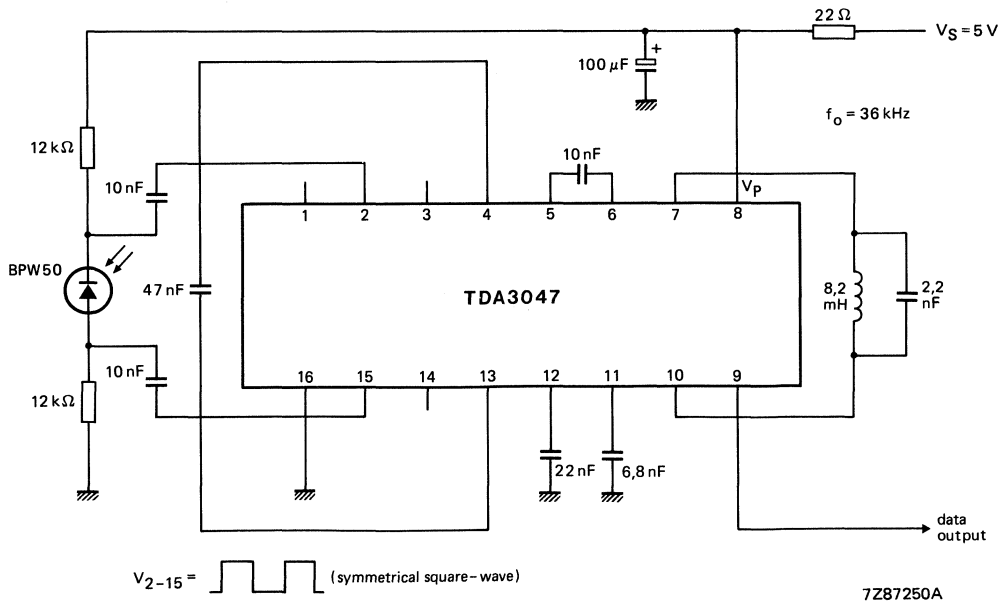 22 Ω
V_S = 5 V
100 µF
+
f_o = 36 kHz
12 kΩ
10 nF
10 nF
V_P
1 2 3 4 5 6 7 8
BPW50
47 nF
TDA3047
8,2 mH
2,2 nF
10 nF
16 15 14 13 12 11 10 9
12 kΩ
22 nF
6,8 nF
data
output
V_2–15 = (symmetrical square-wave)
7Z87250A